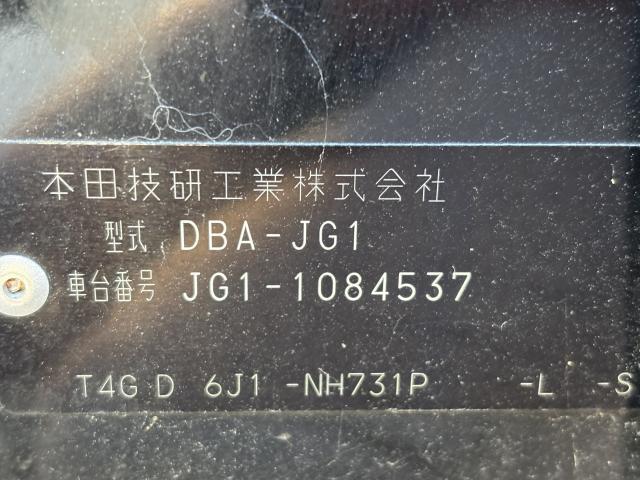 本田技研工業株式会社
型式 DBA-JG1
車台番号 JG1-1084537
T4G D 6J1 -NH731P -L -S